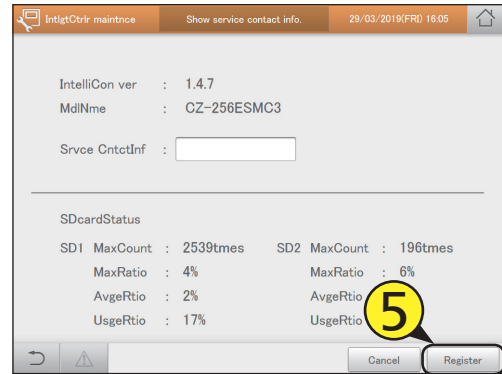 IntlgtCtrlr maintnce Show service contact info. 29/03/2019(FRI) 16:05
IntelliCon ver : 1.4.7
MdlNme : CZ-256ESMC3
Srvce CntctInf :
SDcardStatus
SD1 MaxCount : 2539tmes SD2 MaxCount : 196tmes
MaxRatio : 4% MaxRatio : 6%
AvgeRtio : 2% AvgeRtio
UsgeRtio : 17% UsgeRtio
5
Cancel Register